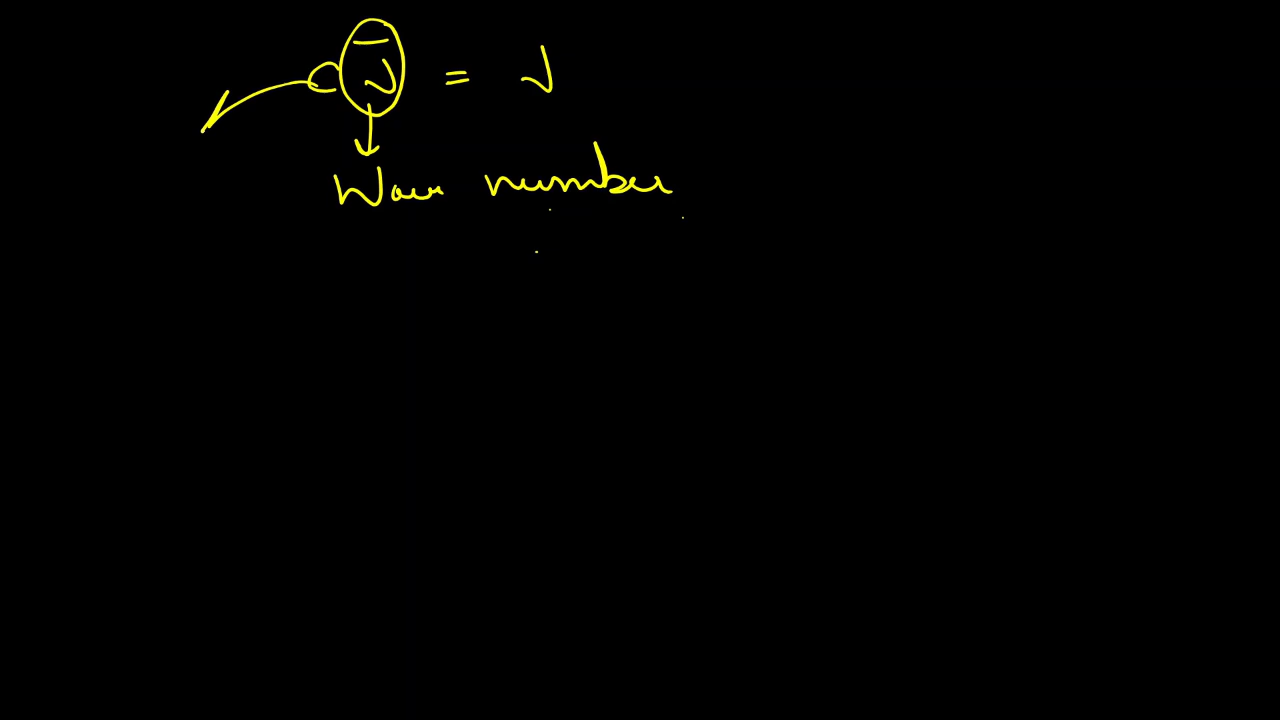 c ν̄ = ν
Wave number